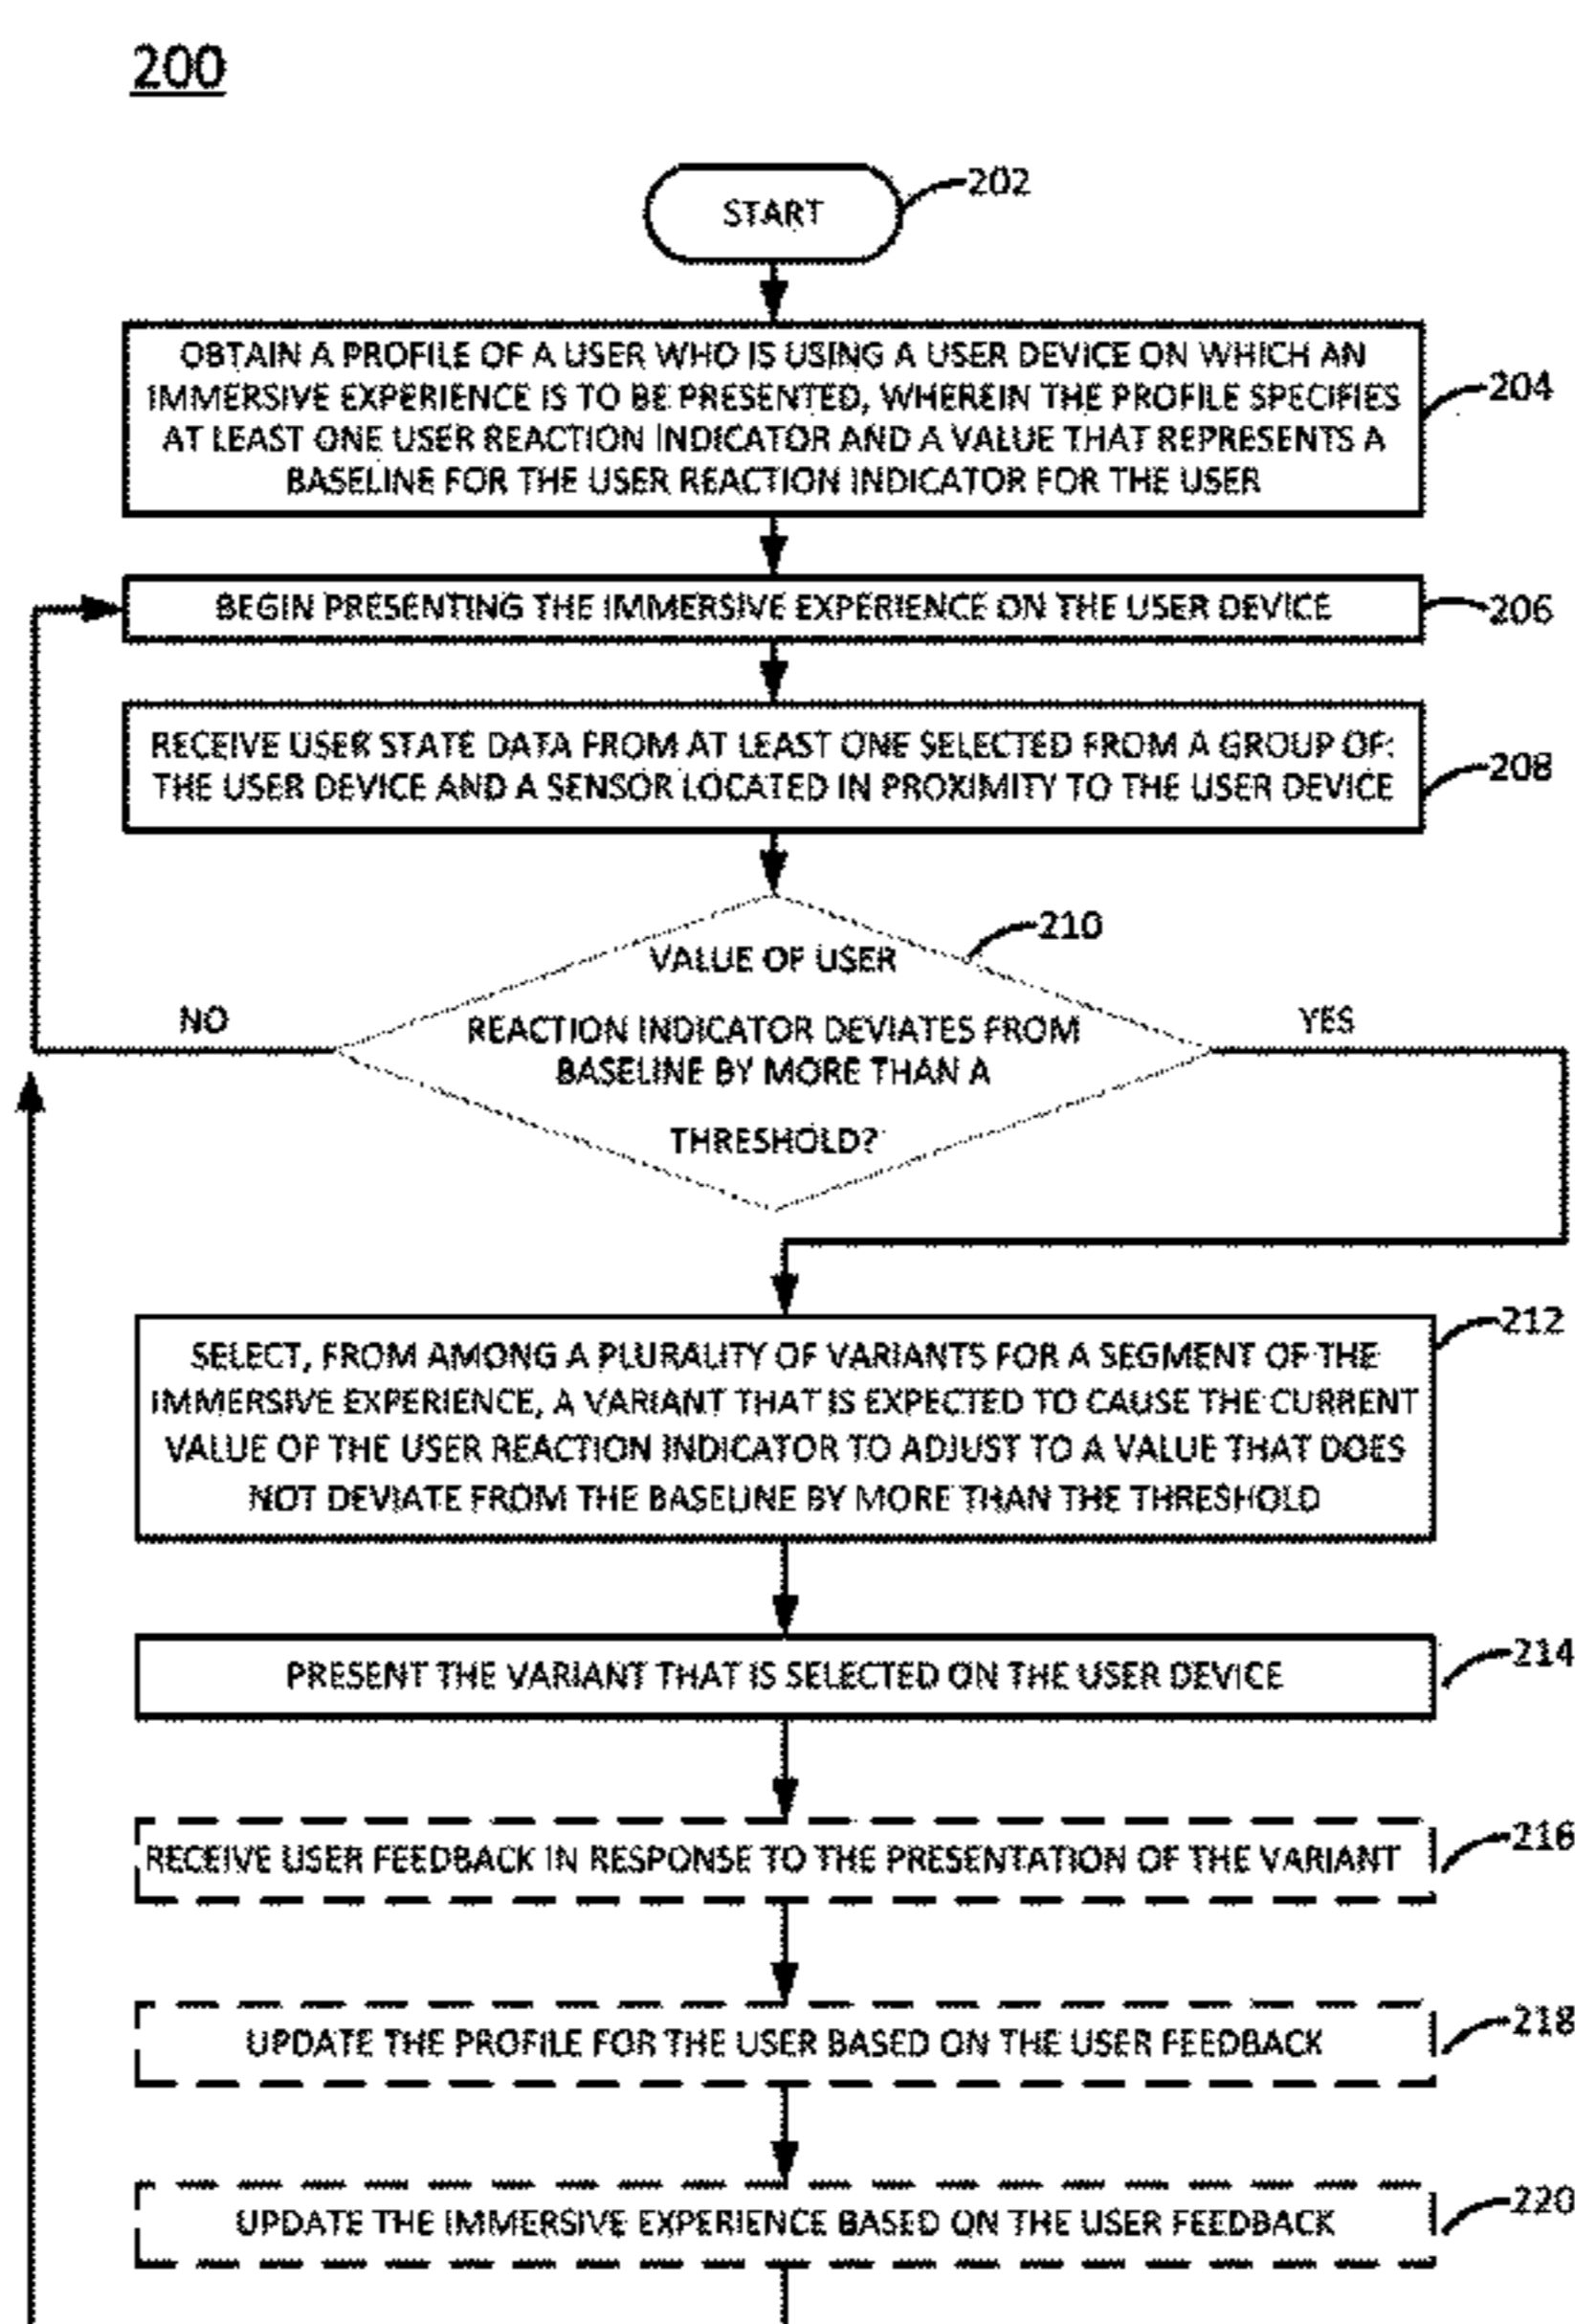 200
START
202
OBTAIN A PROFILE OF A USER WHO IS USING A USER DEVICE ON WHICH AN
IMMERSIVE EXPERIENCE IS TO BE PRESENTED, WHEREIN THE PROFILE SPECIFIES
AT LEAST ONE USER REACTION INDICATOR AND A VALUE THAT REPRESENTS A
BASELINE FOR THE USER REACTION INDICATOR FOR THE USER
204
BEGIN PRESENTING THE IMMERSIVE EXPERIENCE ON THE USER DEVICE
206
RECEIVE USER STATE DATA FROM AT LEAST ONE SELECTED FROM A GROUP OF:
THE USER DEVICE AND A SENSOR LOCATED IN PROXIMITY TO THE USER DEVICE
208
210
VALUE OF USER
REACTION INDICATOR DEVIATES FROM
BASELINE BY MORE THAN A
THRESHOLD?
NO
YES
212
SELECT, FROM AMONG A PLURALITY OF VARIANTS FOR A SEGMENT OF THE
IMMERSIVE EXPERIENCE, A VARIANT THAT IS EXPECTED TO CAUSE THE CURRENT
VALUE OF THE USER REACTION INDICATOR TO ADJUST TO A VALUE THAT DOES
NOT DEVIATE FROM THE BASELINE BY MORE THAN THE THRESHOLD
214
PRESENT THE VARIANT THAT IS SELECTED ON THE USER DEVICE
216
RECEIVE USER FEEDBACK IN RESPONSE TO THE PRESENTATION OF THE VARIANT
218
UPDATE THE PROFILE FOR THE USER BASED ON THE USER FEEDBACK
220
UPDATE THE IMMERSIVE EXPERIENCE BASED ON THE USER FEEDBACK